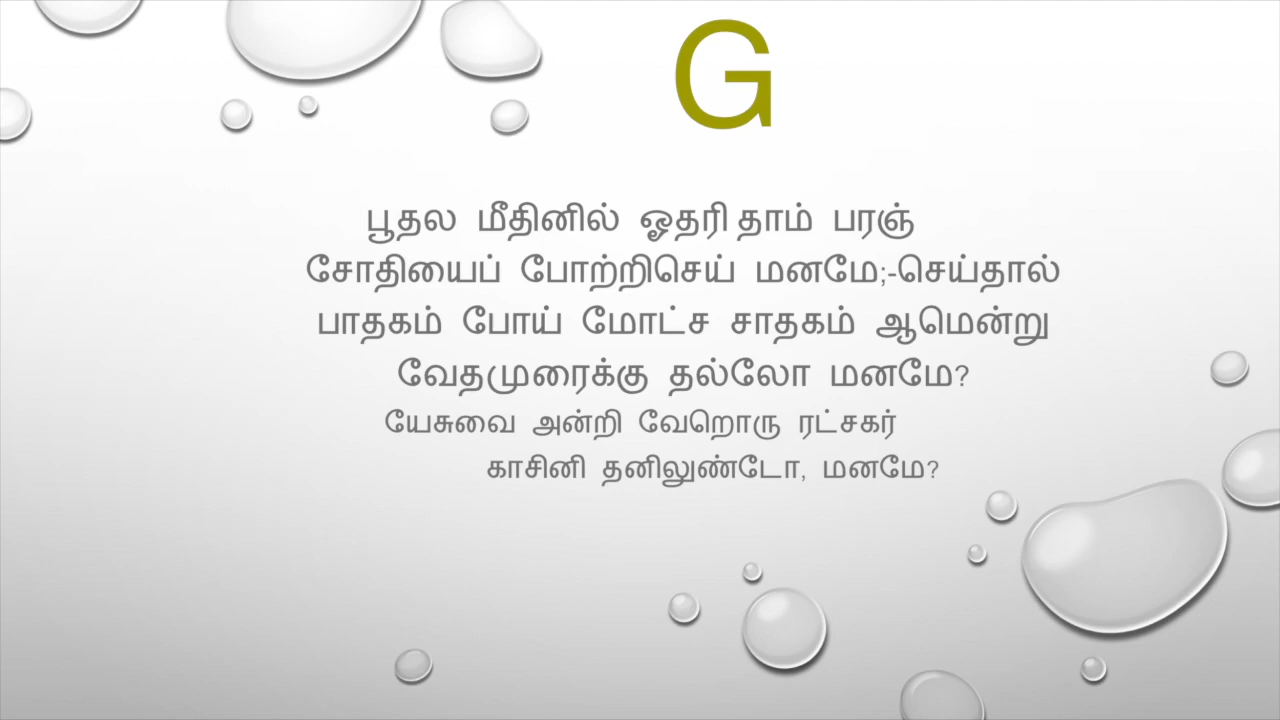 G
பூதல மீதினில் ஓதரி தாம் பரஞ்
சோதியைப் போற்றிசெய் மனமே;-செய்தால்
பாதகம் போய் மோட்ச சாதகம் ஆமென்று
வேதமுரைக்கு தல்லோ மனமே?
யேசுவை அன்றி வேறொரு ரட்சகர்
காசினி தனிலுண்டோ, மனமே?